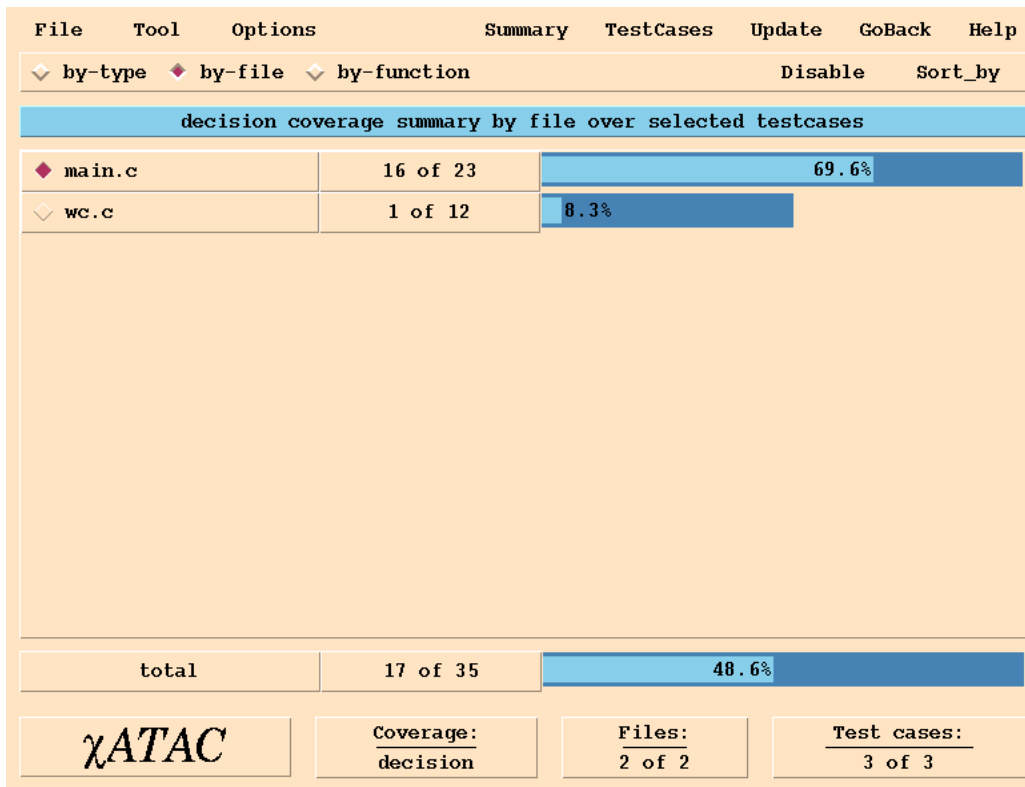 File Tool Options Summary TestCases Update GoBack Help
by-type by-file by-function Disable Sort_by
decision coverage summary by file over selected testcases
main.c 16 of 23 69.6%
wc.c 1 of 12 8.3%
total 17 of 35 48.6%
χATAC Coverage: decision Files: 2 of 2 Test cases: 3 of 3